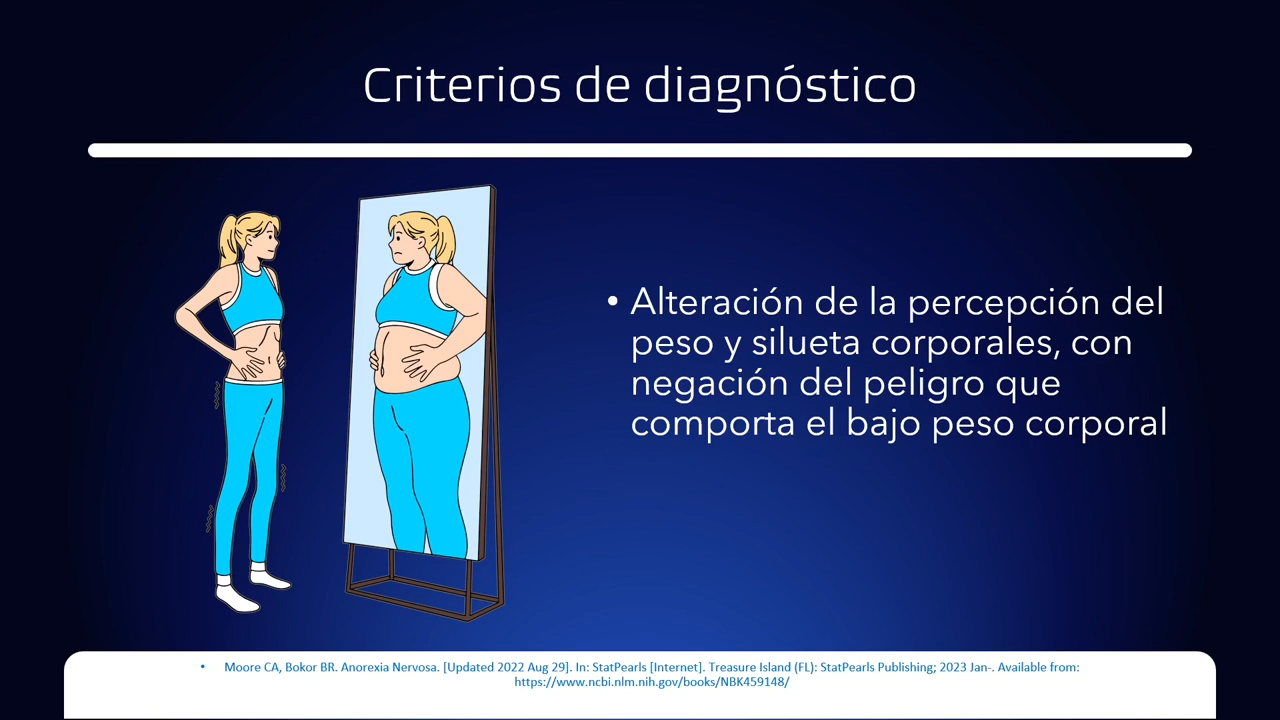 Criterios de diagnóstico
• Alteración de la percepción del
peso y silueta corporales, con
negación del peligro que
comporta el bajo peso corporal
• Moore CA, Bokor BR. Anorexia Nervosa. [Updated 2022 Aug 29]. In: StatPearls [Internet]. Treasure Island (FL): StatPearls Publishing; 2023 Jan-. Available from:
https://www.ncbi.nlm.nih.gov/books/NBK459148/